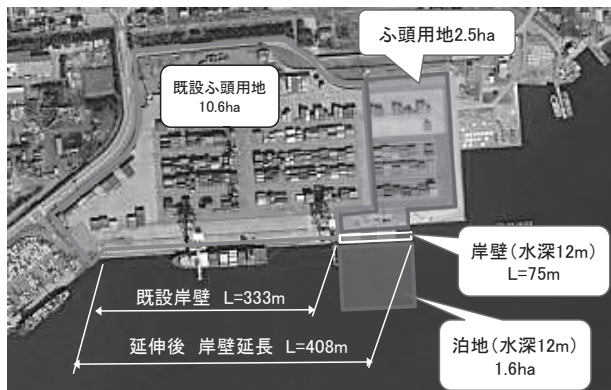 ふ頭用地2.5ha
既設ふ頭用地
10.6ha
岸壁(水深12m)
L=75m
既設岸壁 L=333m
延伸後 岸壁延長 L=408m
泊地(水深12m)
1.6ha